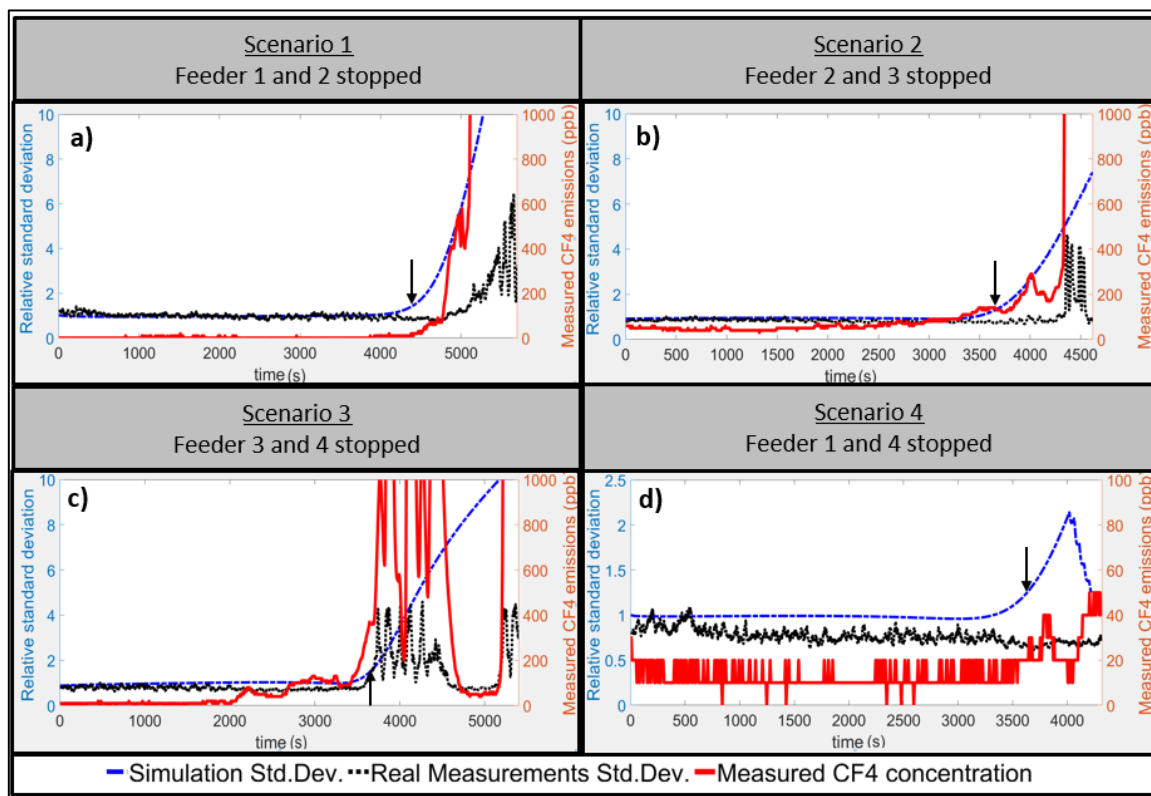 Scenario 1
Feeder 1 and 2 stopped
Scenario 2
Feeder 2 and 3 stopped
a)
Relative standard deviation
10
8
6
4
2
0
Measured CF4 emissions (ppb)
1000
800
600
400
200
0
0 1000 2000 3000 4000 5000
time (s)
b)
Relative standard deviation
10
8
6
4
2
0
Measured CF4 emissions (ppb)
1000
800
600
400
200
0
0 500 1000 1500 2000 2500 3000 3500 4000 4500
time (s)
Scenario 3
Feeder 3 and 4 stopped
Scenario 4
Feeder 1 and 4 stopped
c)
Relative standard deviation
10
8
6
4
2
0
Measured CF4 emissions (ppb)
1000
800
600
400
200
0
0 1000 2000 3000 4000 5000
time (s)
d)
Relative standard deviation
2.5
2
1.5
1
0.5
0
Measured CF4 emissions (ppb)
100
80
60
40
20
0
0 500 1000 1500 2000 2500 3000 3500 4000
time (s)
Simulation Std.Dev. Real Measurements Std.Dev. Measured CF4 concentration